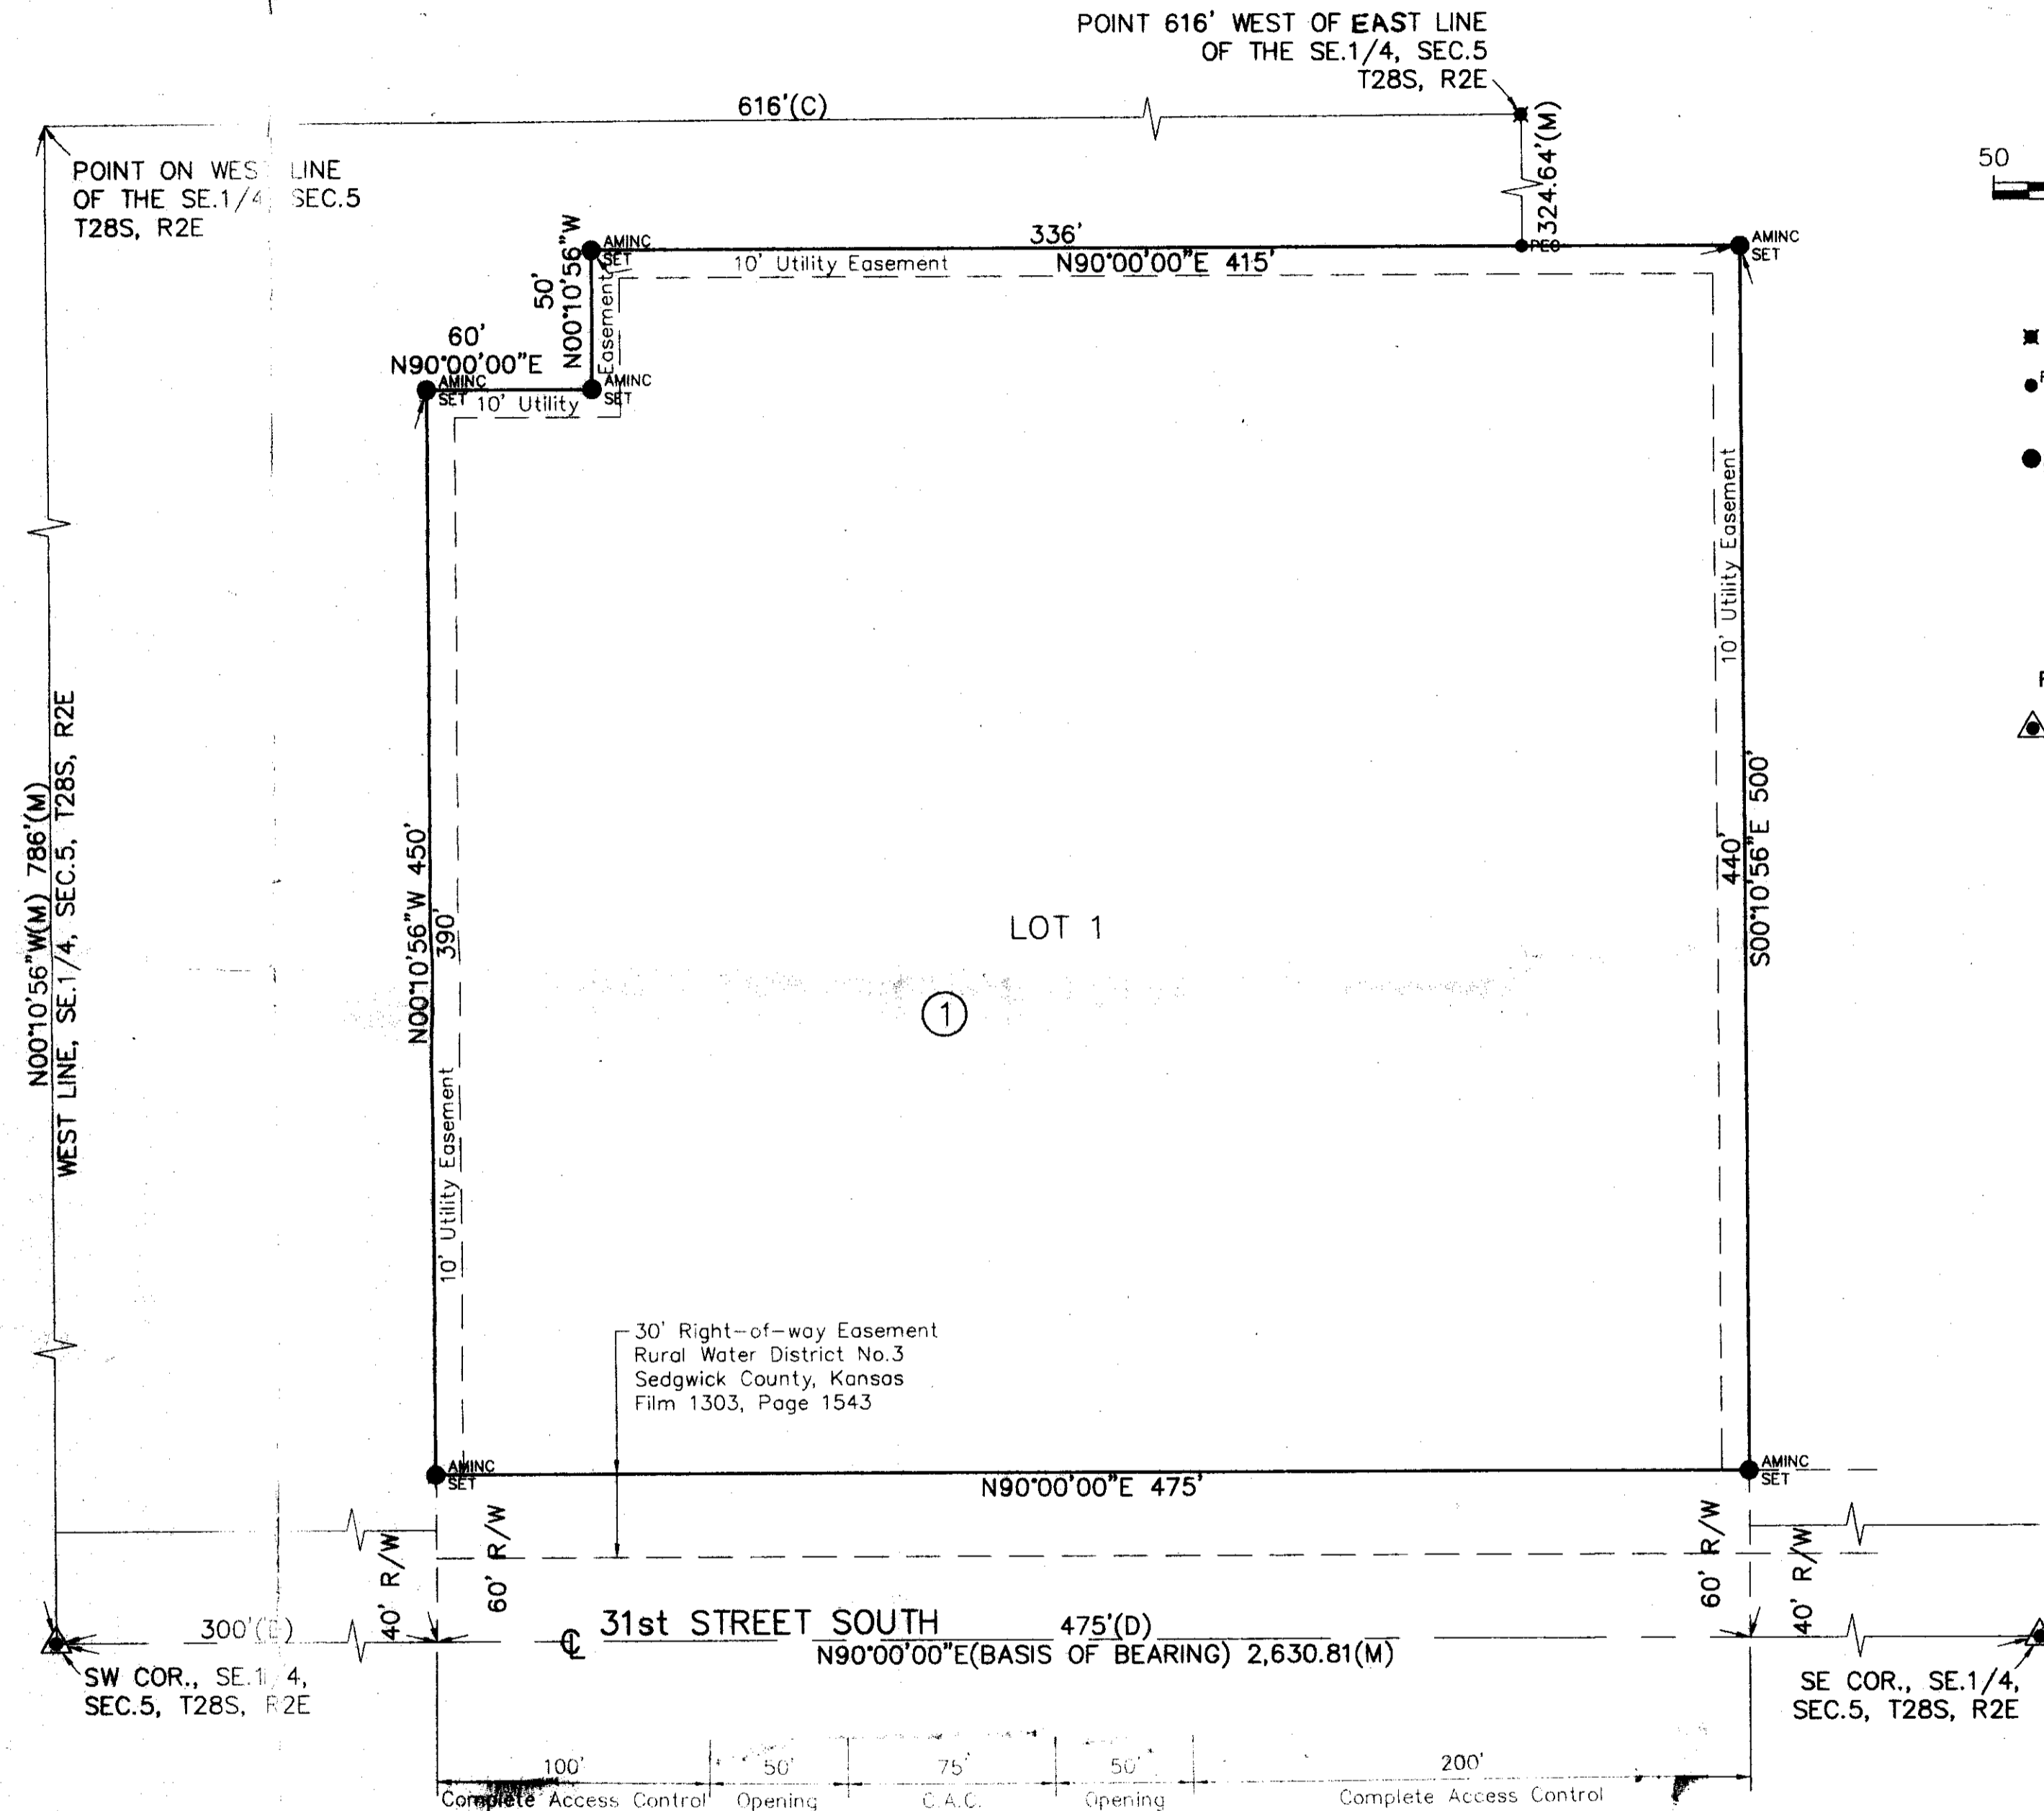 POINT 616' WEST OF EAST LINE
OF THE SE.1/4, SEC.5
T28S, R2E
616'(C)
324.64'(M)
50
POINT ON WES LINE
OF THE SE.1/4, SEC.5
T28S, R2E
50'
N00°10'56"W
AMINC
SET
336'
10' Utility Easement
N90°00'00"E 415'
AMINC
SET
Easement
60'
N90°00'00"E
AMINC
SET
10' Utility
AMINC
SET
10' Utility Easement
N00°10'56"W(M) 786'(M)
WEST LINE, SE.1/4, SEC.5, T28S, R2E
N00°10'56"W 450'
390'
10' Utility Easement
440'
S00°10'56"E 500'
LOT 1
1
30' Right-of-way Easement
Rural Water District No.3
Sedgwick County, Kansas
Film 1303, Page 1543
AMINC
SET
N90°00'00"E 475'
AMINC
SET
40' R/W
60' R/W
60' R/W
40' R/W
300'
31st STREET SOUTH
475'(D)
N90°00'00"E(BASIS OF BEARING) 2,630.81(M)
SW COR., SE.1/4,
SEC.5, T28S, R2E
SE COR., SE.1/4,
SEC.5, T28S, R2E
100'
50'
75'
50'
200'
Complete Access Control
Opening
C.A.C.
Opening
Complete Access Control